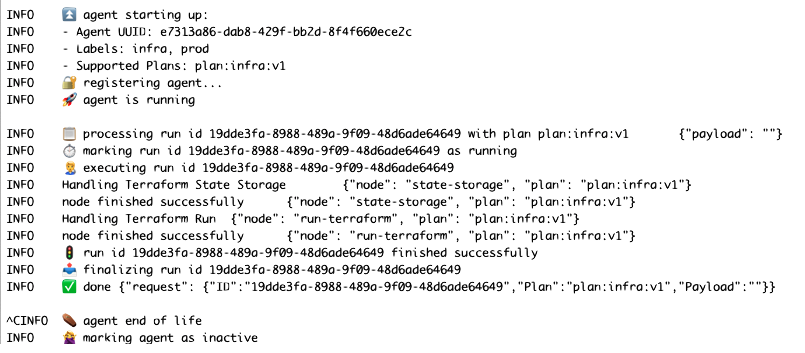 INFO ⏫ agent starting up:
INFO - Agent UUID: e7313a86-dab8-429f-bb2d-8f4f660ece2c
INFO - Labels: infra, prod
INFO - Supported Plans: plan:infra:v1
INFO 🔐 registering agent...
INFO 🚀 agent is running
INFO 📋 processing run id 19dde3fa-8988-489a-9f09-48d6ade64649 with plan plan:infra:v1 {"payload": ""}
INFO ⏱ marking run id 19dde3fa-8988-489a-9f09-48d6ade64649 as running
INFO 👷 executing run id 19dde3fa-8988-489a-9f09-48d6ade64649
INFO Handling Terraform State Storage {"node": "state-storage", "plan": "plan:infra:v1"}
INFO node finished successfully {"node": "state-storage", "plan": "plan:infra:v1"}
INFO Handling Terraform Run {"node": "run-terraform", "plan": "plan:infra:v1"}
INFO node finished successfully {"node": "run-terraform", "plan": "plan:infra:v1"}
INFO 🚦 run id 19dde3fa-8988-489a-9f09-48d6ade64649 finished successfully
INFO 📤 finalizing run id 19dde3fa-8988-489a-9f09-48d6ade64649
INFO ✅ done {"request": {"ID":"19dde3fa-8988-489a-9f09-48d6ade64649","Plan":"plan:infra:v1","Payload":""}}
^CINFO ⚰️ agent end of life
INFO 🙅 marking agent as inactive